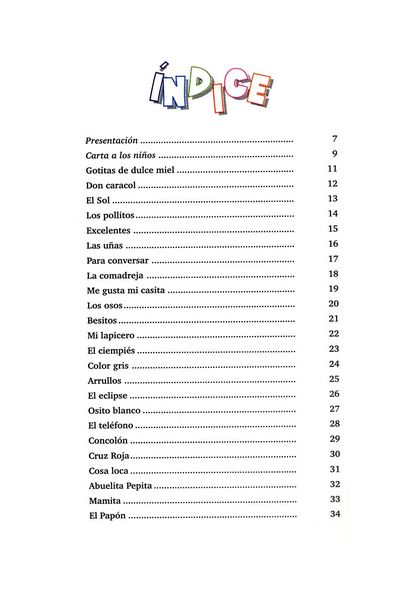 ÍNDICE
Presentación ........................................................ 7
Carta a los niños ................................................. 9
Gotitas de dulce miel .......................................... 11
Don caracol ........................................................ 12
El Sol ................................................................. 13
Los pollitos ......................................................... 14
Excelentes .......................................................... 15
Las uñas ............................................................. 16
Para conversar .................................................... 17
La comadreja ...................................................... 18
Me gusta mi casita .............................................. 19
Los osos .............................................................. 20
Besitos ................................................................ 21
Mi lapicero ......................................................... 22
El ciempiés ......................................................... 23
Color gris ........................................................... 24
Arrullos .............................................................. 25
El eclipse ............................................................ 26
Osito blanco ....................................................... 27
El teléfono .......................................................... 28
Concolón ............................................................ 29
Cruz Roja ........................................................... 30
Cosa loca ............................................................ 31
Abuelita Pepita ................................................... 32
Mamita ............................................................... 33
El Papón ............................................................. 34